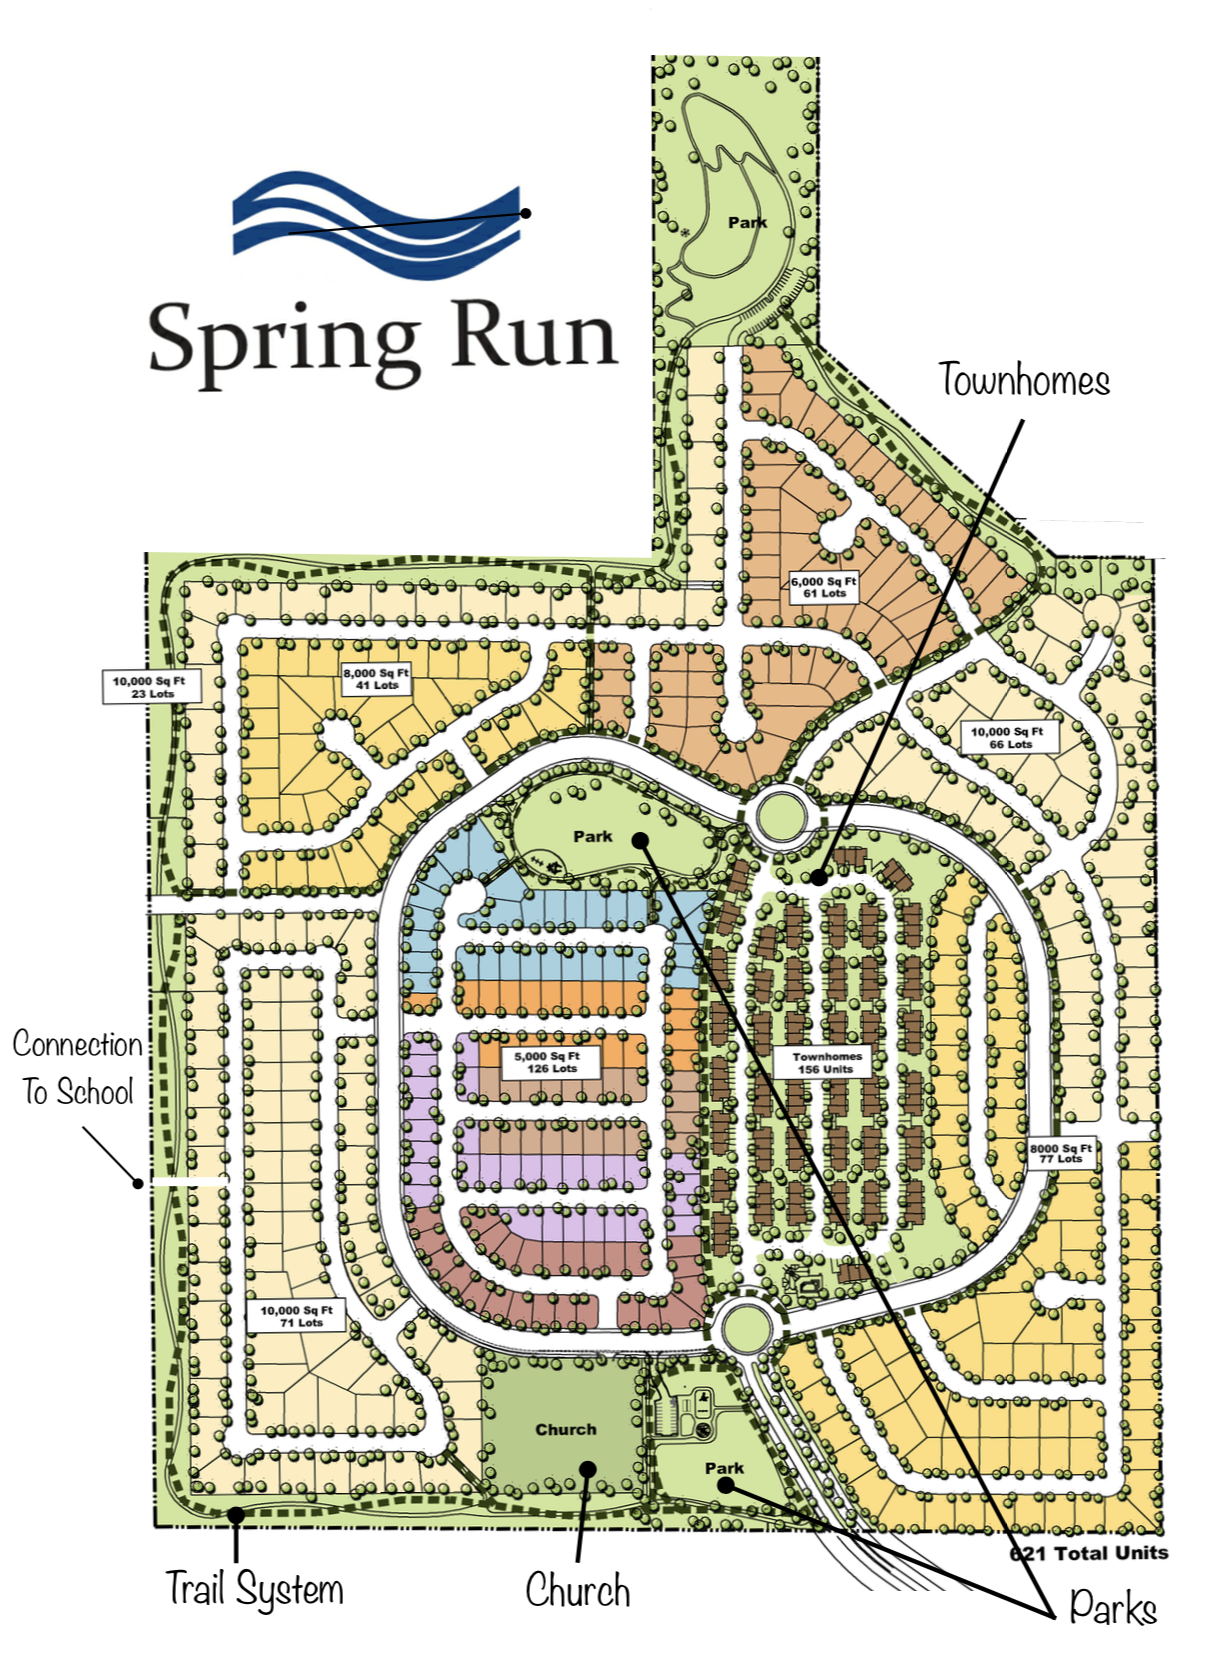 Park
Spring Run
Townhomes
6,000 Sq Ft
61 Lots
10,000 Sq Ft
23 Lots
8,000 Sq Ft
41 Lots
10,000 Sq Ft
66 Lots
Park
Connection
To School
5,000 Sq Ft
126 Lots
Townhomes
156 Units
8000 Sq Ft
77 Lots
10,000 Sq Ft
71 Lots
Church
Park
621 Total Units
Trail System
Church
Parks